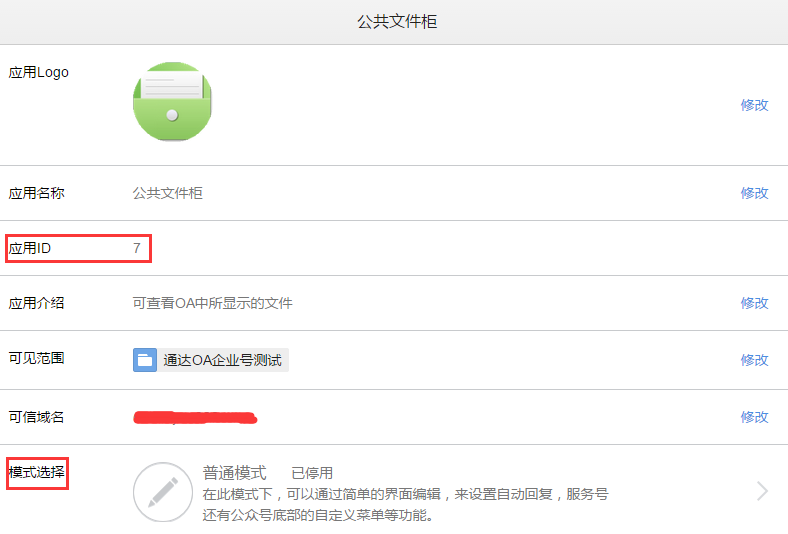 公共文件柜
应用Logo
修改
应用名称 公共文件柜 修改
应用ID 7
应用介绍 可查看OA中所显示的文件 修改
可见范围 通达OA企业号测试 修改
可信域名 修改
模式选择 普通模式 已停用
在此模式下，可以通过简单的界面编辑，来设置自动回复，服务号
还有公众号底部的自定义菜单等功能。